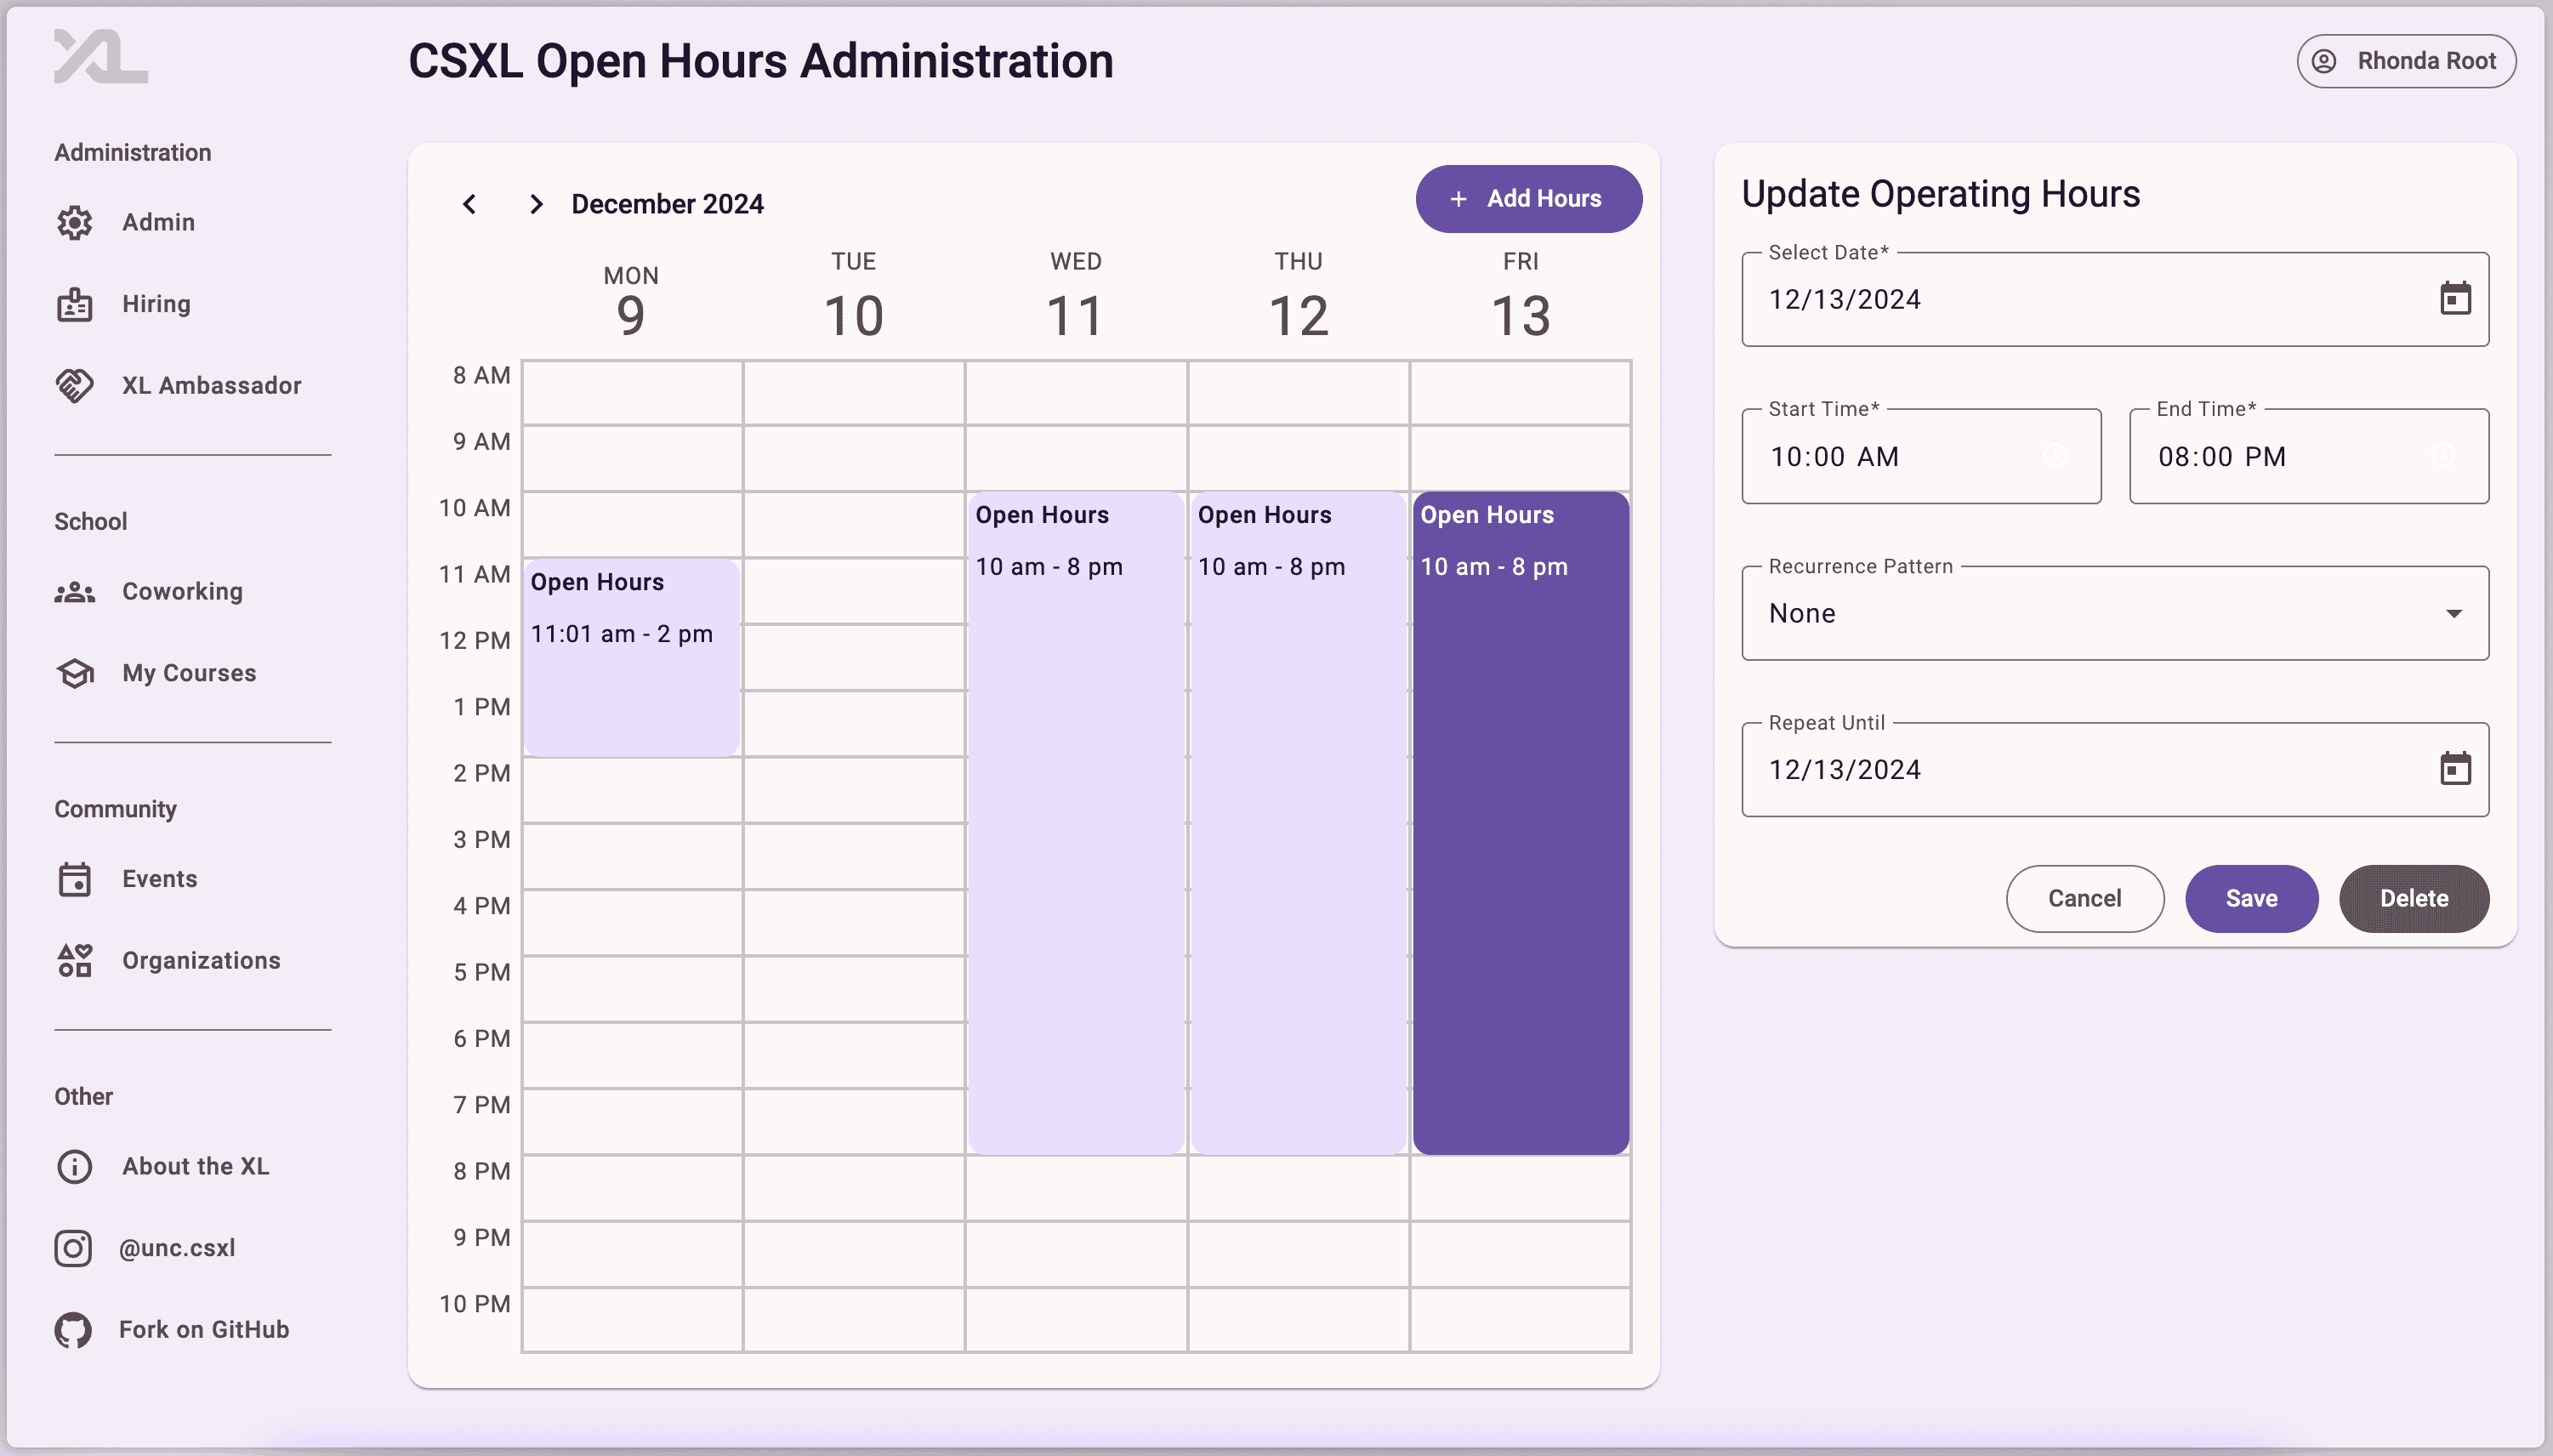 XL
CSXL Open Hours Administration
Rhonda Root
Administration
Admin
Hiring
XL Ambassador
School
Coworking
My Courses
Community
Events
Organizations
Other
About the XL
@unc.csxl
Fork on GitHub
December 2024
+ Add Hours
MON TUE WED THU FRI
9 10 11 12 13
8 AM
9 AM
10 AM
11 AM
12 PM
1 PM
2 PM
3 PM
4 PM
5 PM
6 PM
7 PM
8 PM
9 PM
10 PM
Open Hours
11:01 am - 2 pm
Open Hours
10 am - 8 pm
Open Hours
10 am - 8 pm
Open Hours
10 am - 8 pm
Update Operating Hours
Select Date*
12/13/2024
Start Time*
10:00 AM
End Time*
08:00 PM
Recurrence Pattern
None
Repeat Until
12/13/2024
Cancel Save Delete